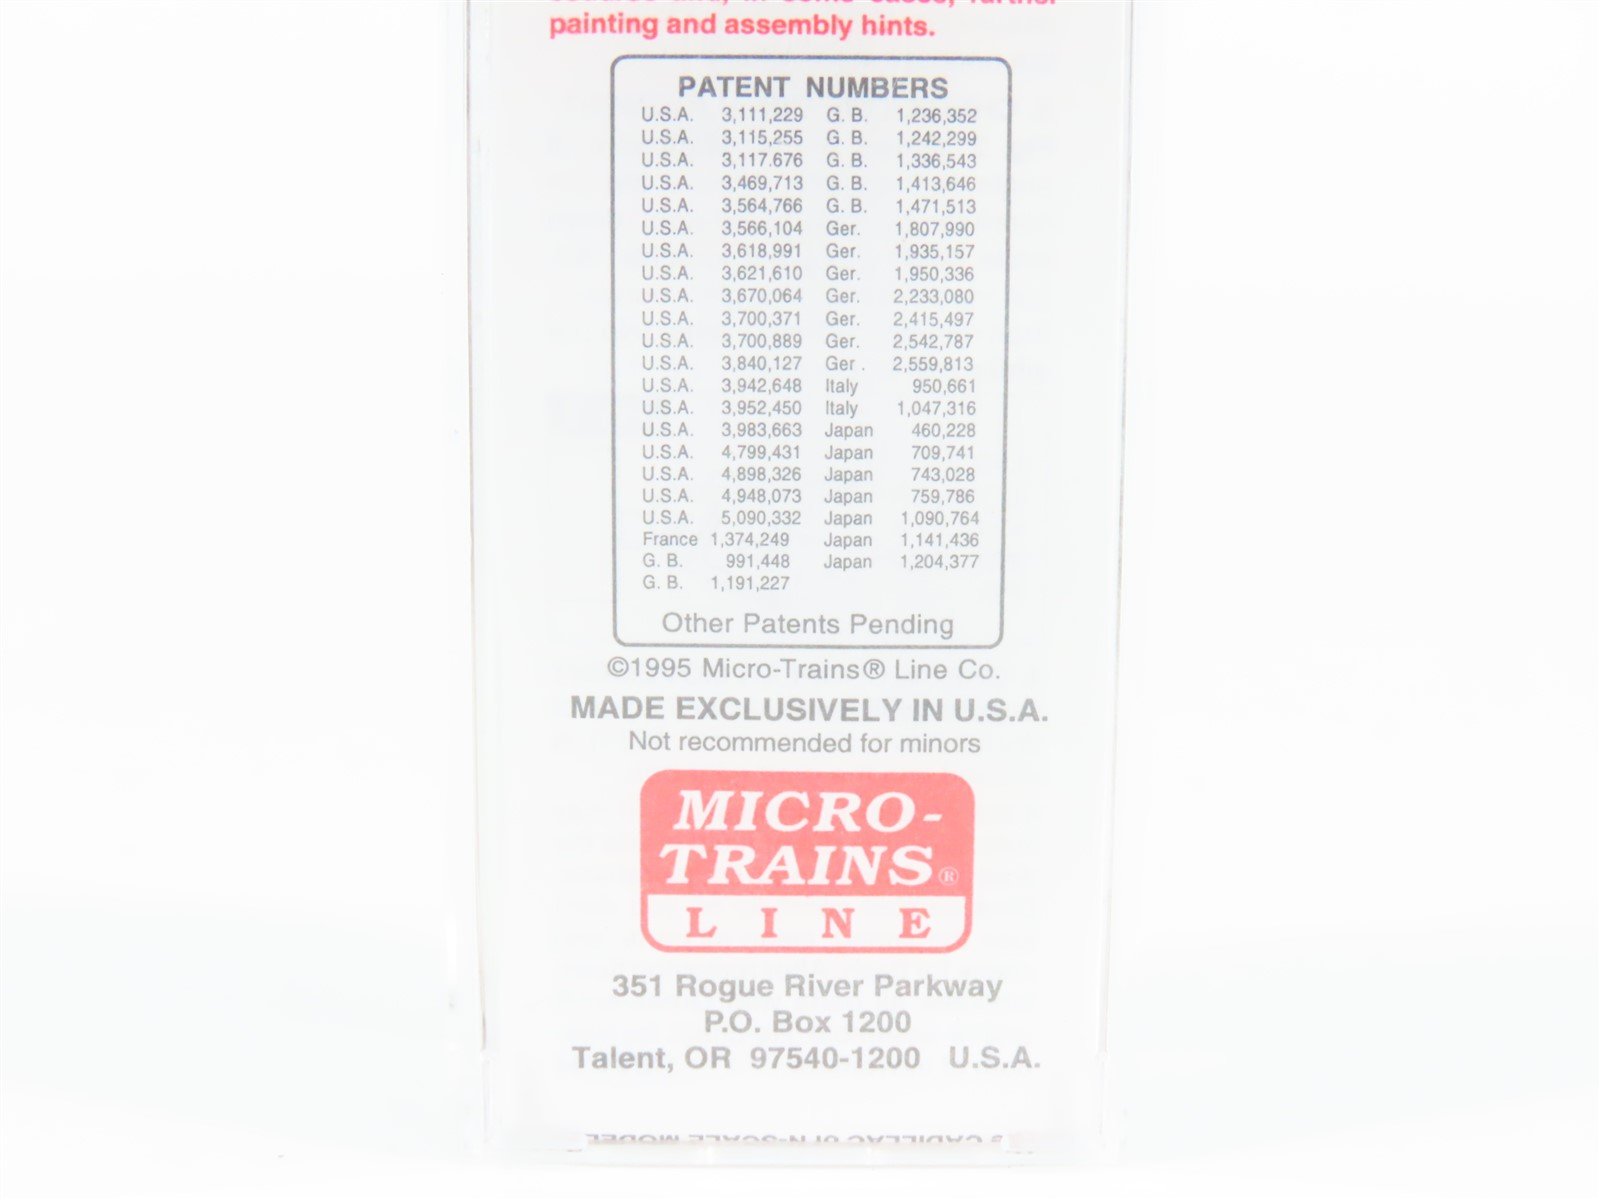 painting and assembly hints.
PATENT NUMBERS
U.S.A. 3,111,229 G. B. 1,236,352
U.S.A. 3,115,255 G. B. 1,242,299
U.S.A. 3,117.676 G. B. 1,336,543
U.S.A. 3,469,713 G. B. 1,413,646
U.S.A. 3,564,766 G. B. 1,471,513
U.S.A. 3,566,104 Ger. 1,807,990
U.S.A. 3,618,991 Ger. 1,935,157
U.S.A. 3,621,610 Ger. 1,950,336
U.S.A. 3,670,064 Ger. 2,233,080
U.S.A. 3,700,371 Ger. 2,415,497
U.S.A. 3,700,889 Ger. 2,542,787
U.S.A. 3,840,127 Ger . 2,559,813
U.S.A. 3,942,648 Italy 950,661
U.S.A. 3,952,450 Italy 1,047,316
U.S.A. 3,983,663 Japan 460,228
U.S.A. 4,799,431 Japan 709,741
U.S.A. 4,898,326 Japan 743,028
U.S.A. 4,948,073 Japan 759,786
U.S.A. 5,090,332 Japan 1,090,764
France 1,374,249 Japan 1,141,436
G. B. 991,448 Japan 1,204,377
G. B. 1,191,227
Other Patents Pending
©1995 Micro-Trains® Line Co.
MADE EXCLUSIVELY IN U.S.A.
Not recommended for minors
MICRO-
TRAINS®
LINE
351 Rogue River Parkway
P.O. Box 1200
Talent, OR 97540-1200 U.S.A.